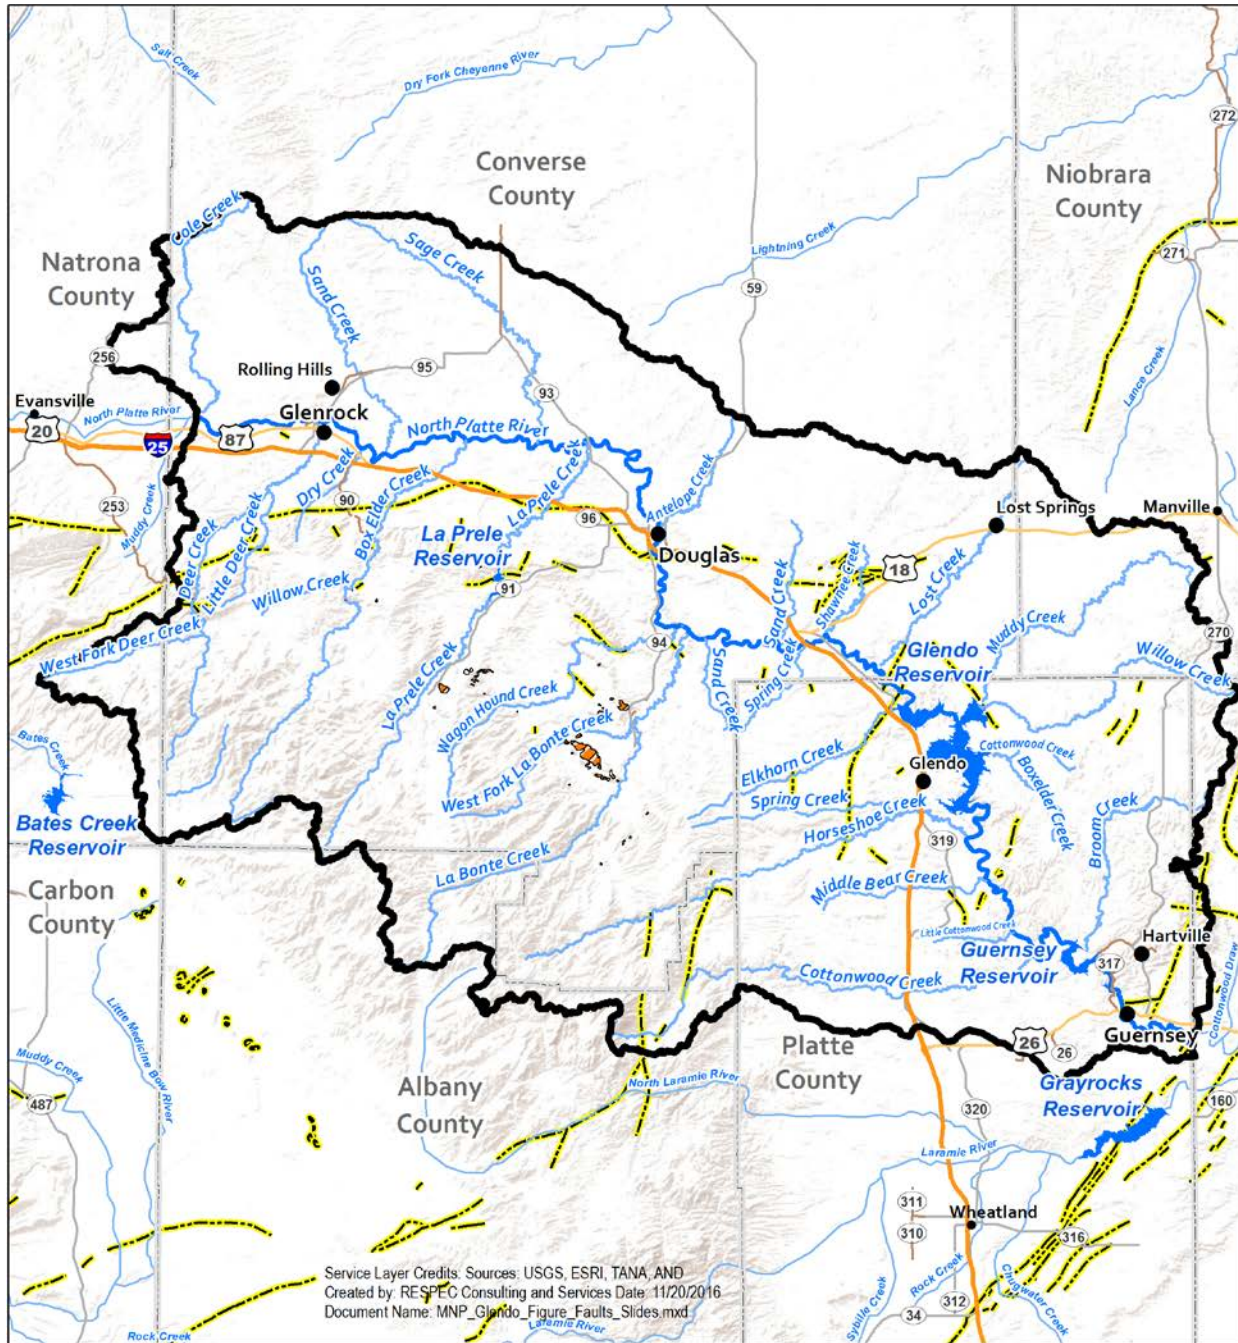 Salt Creek
Dry Fork Cheyenne River
272
Converse
County
Niobrara
County
Cole Creek
Sage Creek
Lightning Creek
271
Natrona
County
Sand Creek
59
256
Rolling Hills
95
93
Lance Creek
Evansville
North Platte River
Glenrock
North Platte River
20
25
87
Dry Creek
La Prele Creek
Antelope Creek
253
Muddy Creek
90
Box Elder Creek
96
Lost Springs
Manville
La Prele
Reservoir
Douglas
Deer Creek
Little Deer Creek
Willow Creek
91
18
Sand Creek
Shawnee Creek
Lost Creek
Muddy Creek
270
West Fork Deer Creek
94
Glendo
Reservoir
Willow Creek
La Prele Creek
Wagon Hound Creek
Sand Creek
Spring Creek
Bates Creek
West Fork La Bonte Creek
Elkhorn Creek
Glendo
Cottonwood Creek
Boxelder Creek
Bates Creek
Reservoir
Spring Creek
Horseshoe Creek
Broom Creek
319
Carbon
County
La Bonte Creek
Middle Bear Creek
Little Cottonwood Creek
Hartville
Guernsey
Reservoir
317
Cottonwood Creek
Cottonwood Draw
Little Medicine Bow River
Guernsey
Platte
County
26
26
Muddy Creek
Albany
County
North Laramie River
Grayrocks
Reservoir
487
320
160
Laramie River
311
Wheatland
310
316
Service Layer Credits: Sources: USGS, ESRI, TANA, AND
Created by: RESPEC Consulting and Services Date: 11/20/2016
Document Name: MNP_Glendo_Figure_Faults_Slides.mxd
Rock Creek
Chugwater Creek
Sybille Creek
312
34
Rock Creek
Laramie River